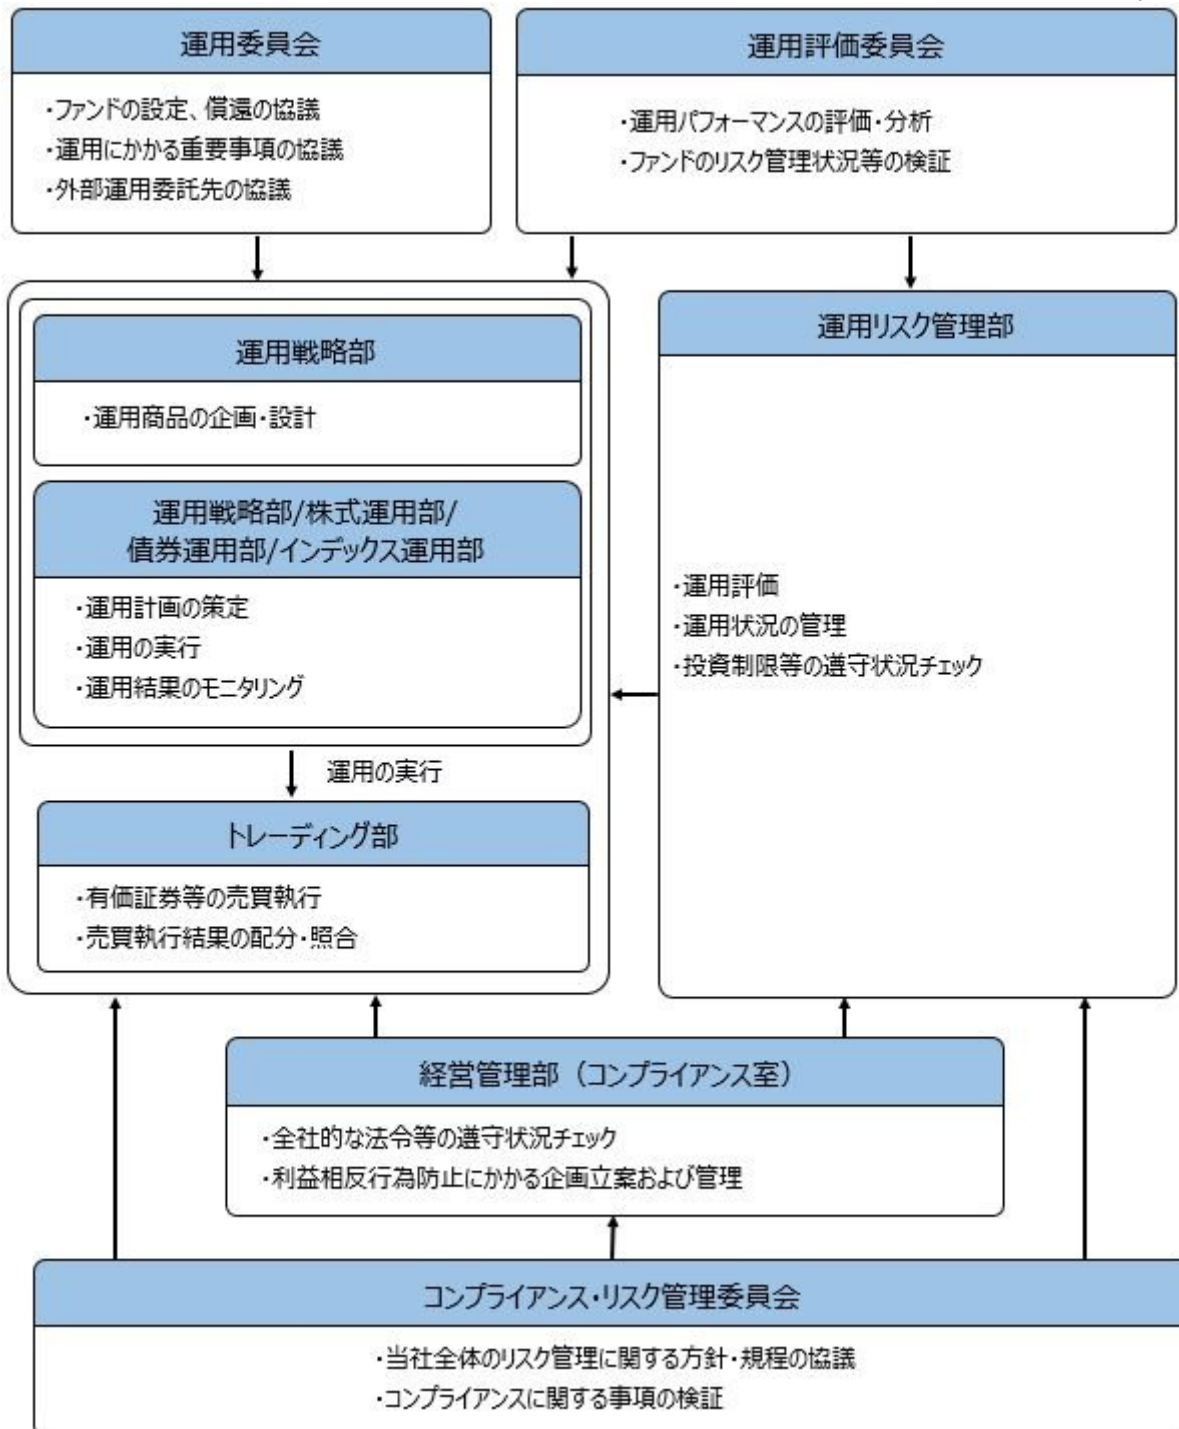 運用委員会
・ファンドの設定、償還の協議
・運用にかかる重要事項の協議
・外部運用委託先の協議
運用評価委員会
・運用パフォーマンスの評価・分析
・ファンドのリスク管理状況等の検証
運用戦略部
・運用商品の企画・設計
運用戦略部/株式運用部/
債券運用部/インデックス運用部
・運用計画の策定
・運用の実行
・運用結果のモニタリング
運用の実行
トレーディング部
・有価証券等の売買執行
・売買執行結果の配分・照合
運用リスク管理部
・運用評価
・運用状況の管理
・投資制限等の遵守状況チェック
経営管理部（コンプライアンス室）
・全社的な法令等の遵守状況チェック
・利益相反行為防止にかかる企画立案および管理
コンプライアンス・リスク管理委員会
・当社全体のリスク管理に関する方針・規程の協議
・コンプライアンスに関する事項の検証